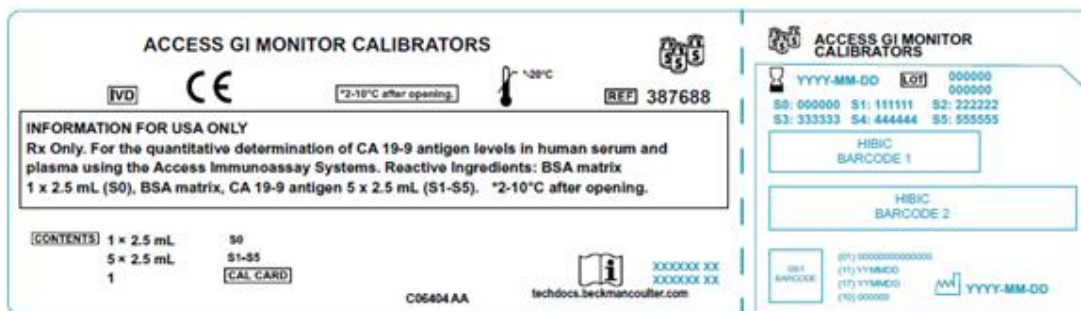 ACCESS GI MONITOR CALIBRATORS
IVD
CE
*2-10°C after opening.
*-20°C
REF 387688
INFORMATION FOR USA ONLY
Rx Only. For the quantitative determination of CA 19-9 antigen levels in human serum and
plasma using the Access Immunoassay Systems. Reactive Ingredients: BSA matrix
1 x 2.5 mL (S0), BSA matrix, CA 19-9 antigen 5 x 2.5 mL (S1-S5). *2-10°C after opening.
CONTENTS 1 × 2.5 mL S0
5 × 2.5 mL S1-S5
1 CAL CARD
C06404 AA
i
techdocs.beckmancoulter.com
XXXXXX XX
XXXXXX XX
ACCESS GI MONITOR
CALIBRATORS
YYYY-MM-DD LOT 000000
000000
S0: 000000 S1: 111111 S2: 222222
S3: 333333 S4: 444444 S5: 555555
HIBIC
BARCODE 1
HIBIC
BARCODE 2
GS1
BARCODE
(01) 00000000000000
(11) YYMMDD
(17) YYMMDD
(10) 000000
YYYY-MM-DD